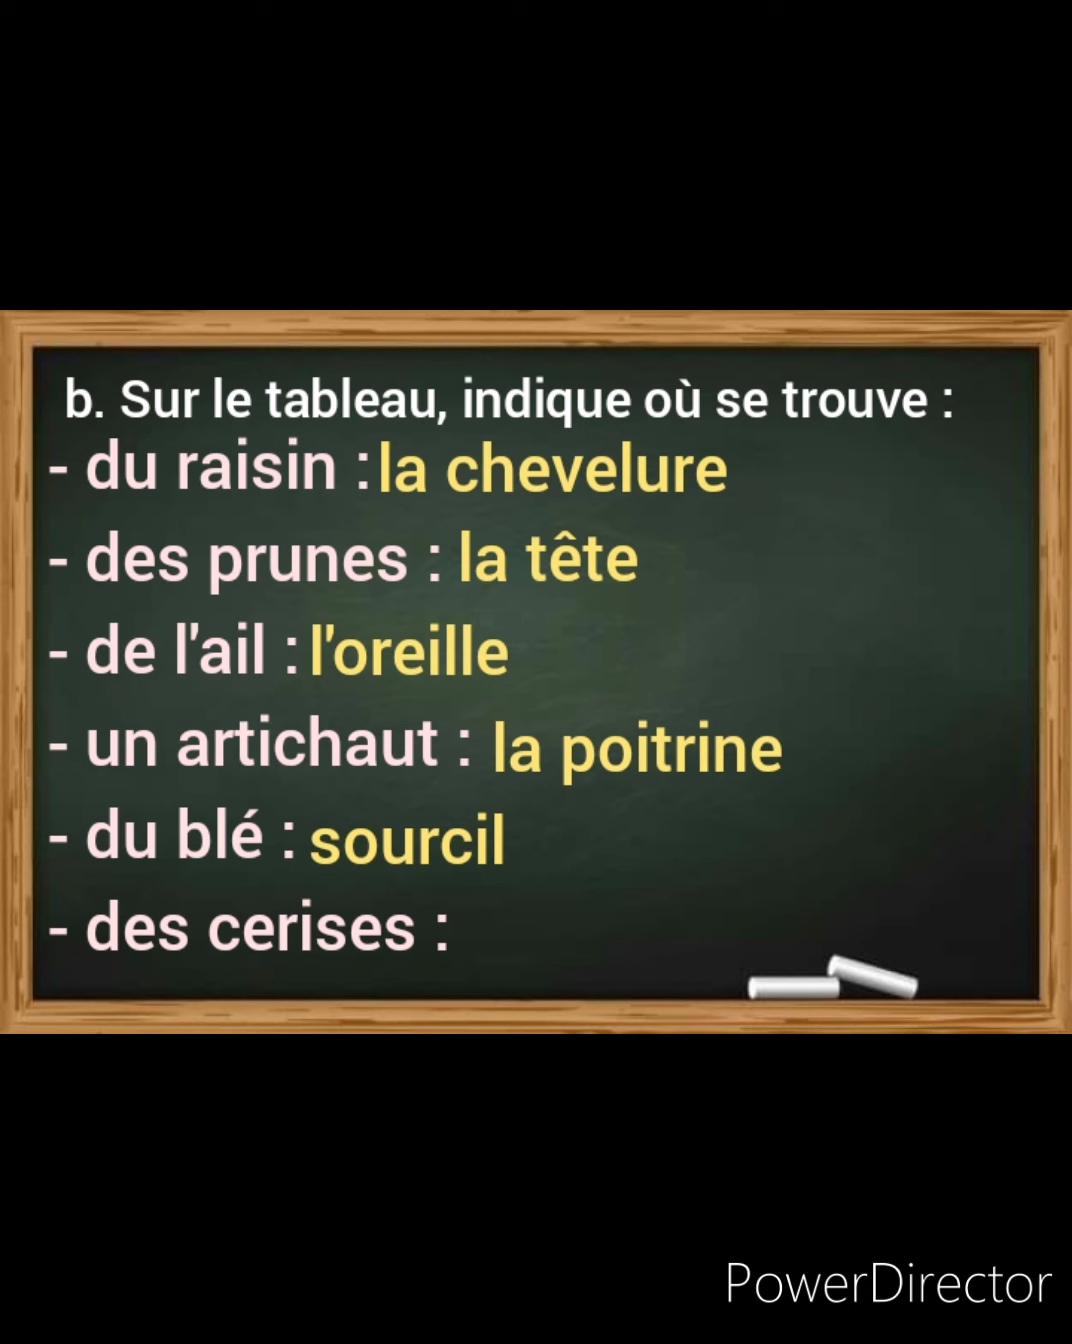 b. Sur le tableau, indique où se trouve :
- du raisin : la chevelure
- des prunes : la tête
- de l'ail : l'oreille
- un artichaut : la poitrine
- du blé : sourcil
- des cerises :
PowerDirector